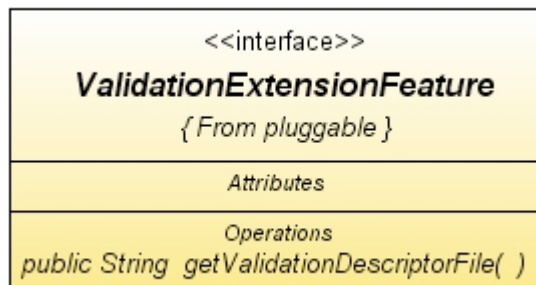 <<interface>>
ValidationExtensionFeature
{ From pluggable }
Attributes
Operations
public String  getValidationDescriptorFile(  )